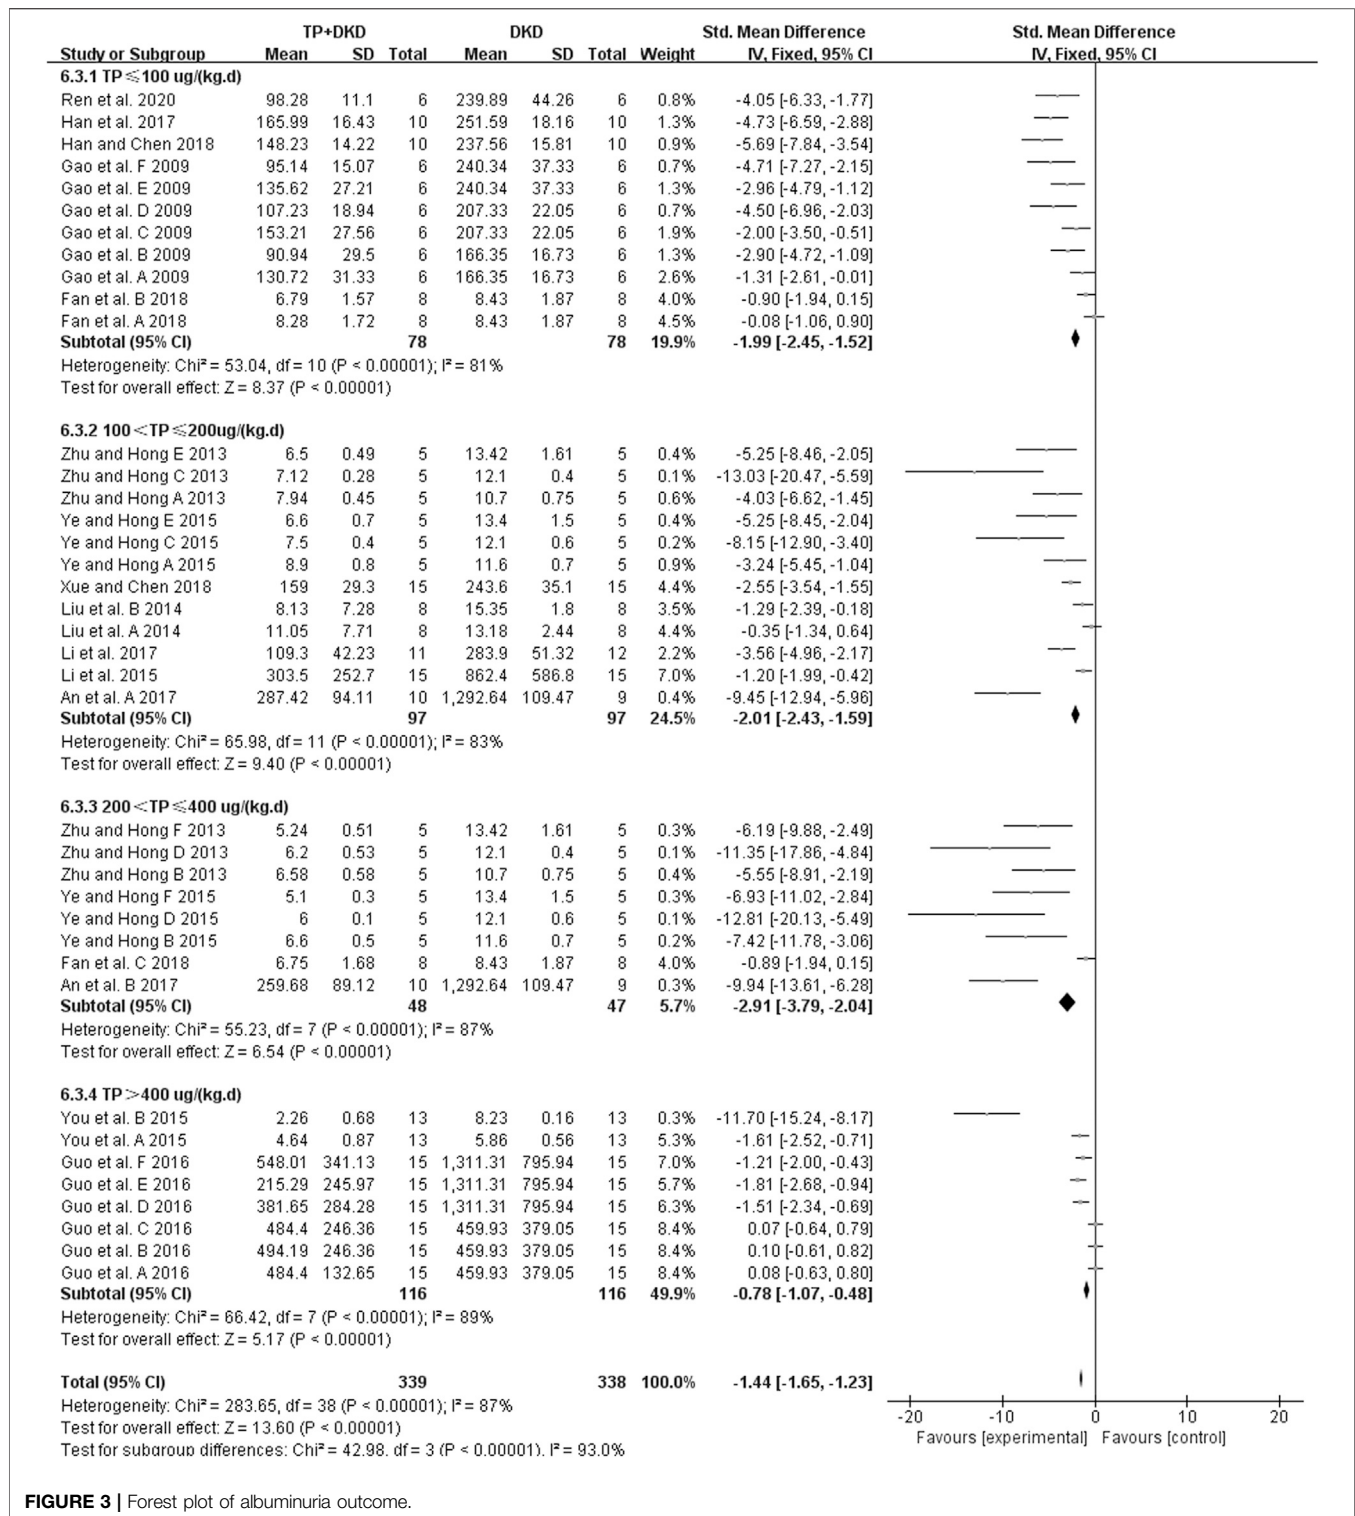 TP+DKD DKD Std. Mean Difference Std. Mean Difference
Study or Subgroup Mean SD Total Mean SD Total Weight IV, Fixed, 95% CI IV, Fixed, 95% CI
6.3.1 TP ≤100 ug/(kg.d)
Ren et al. 2020 98.28 11.1 6 239.89 44.26 6 0.8% -4.05 [-6.33, -1.77]
Han et al. 2017 165.99 16.43 10 251.59 18.16 10 1.3% -4.73 [-6.59, -2.88]
Han and Chen 2018 148.23 14.22 10 237.56 15.81 10 0.9% -5.69 [-7.84, -3.54]
Gao et al. F 2009 95.14 15.07 6 240.34 37.33 6 0.7% -4.71 [-7.27, -2.15]
Gao et al. E 2009 135.62 27.21 6 240.34 37.33 6 1.3% -2.96 [-4.79, -1.12]
Gao et al. D 2009 107.23 18.94 6 207.33 22.05 6 0.7% -4.50 [-6.96, -2.03]
Gao et al. C 2009 153.21 27.56 6 207.33 22.05 6 1.9% -2.00 [-3.50, -0.51]
Gao et al. B 2009 90.94 29.5 6 166.35 16.73 6 1.3% -2.90 [-4.72, -1.09]
Gao et al. A 2009 130.72 31.33 6 166.35 16.73 6 2.6% -1.31 [-2.61, -0.01]
Fan et al. B 2018 6.79 1.57 8 8.43 1.87 8 4.0% -0.90 [-1.94, 0.15]
Fan et al. A 2018 8.28 1.72 8 8.43 1.87 8 4.5% -0.08 [-1.06, 0.90]
Subtotal (95% CI) 78 78 19.9% -1.99 [-2.45, -1.52]
Heterogeneity: Chi² = 53.04, df = 10 (P < 0.00001); I² = 81%
Test for overall effect: Z = 8.37 (P < 0.00001)
6.3.2 100 <TP ≤200ug/(kg.d)
Zhu and Hong E 2013 6.5 0.49 5 13.42 1.61 5 0.4% -5.25 [-8.46, -2.05]
Zhu and Hong C 2013 7.12 0.28 5 12.1 0.4 5 0.1% -13.03 [-20.47, -5.59]
Zhu and Hong A 2013 7.94 0.45 5 10.7 0.75 5 0.6% -4.03 [-6.62, -1.45]
Ye and Hong E 2015 6.6 0.7 5 13.4 1.5 5 0.4% -5.25 [-8.45, -2.04]
Ye and Hong C 2015 7.5 0.4 5 12.1 0.6 5 0.2% -8.15 [-12.90, -3.40]
Ye and Hong A 2015 8.9 0.8 5 11.6 0.7 5 0.9% -3.24 [-5.45, -1.04]
Xue and Chen 2018 159 29.3 15 243.6 35.1 15 4.4% -2.55 [-3.54, -1.55]
Liu et al. B 2014 8.13 7.28 8 15.35 1.8 8 3.5% -1.29 [-2.39, -0.18]
Liu et al. A 2014 11.05 7.71 8 13.18 2.44 8 4.4% -0.35 [-1.34, 0.64]
Li et al. 2017 109.3 42.23 11 283.9 51.32 12 2.2% -3.56 [-4.96, -2.17]
Li et al. 2015 303.5 252.7 15 862.4 586.8 15 7.0% -1.20 [-1.99, -0.42]
An et al. A 2017 287.42 94.11 10 1,292.64 109.47 9 0.4% -9.45 [-12.94, -5.96]
Subtotal (95% CI) 97 97 24.5% -2.01 [-2.43, -1.59]
Heterogeneity: Chi² = 65.98, df = 11 (P < 0.00001); I² = 83%
Test for overall effect: Z = 9.40 (P < 0.00001)
6.3.3 200 <TP ≤400 ug/(kg.d)
Zhu and Hong F 2013 5.24 0.51 5 13.42 1.61 5 0.3% -6.19 [-9.88, -2.49]
Zhu and Hong D 2013 6.2 0.53 5 12.1 0.4 5 0.1% -11.35 [-17.86, -4.84]
Zhu and Hong B 2013 6.58 0.58 5 10.7 0.75 5 0.4% -5.55 [-8.91, -2.19]
Ye and Hong F 2015 5.1 0.3 5 13.4 1.5 5 0.3% -6.93 [-11.02, -2.84]
Ye and Hong D 2015 6 0.1 5 12.1 0.6 5 0.1% -12.81 [-20.13, -5.49]
Ye and Hong B 2015 6.6 0.5 5 11.6 0.7 5 0.2% -7.42 [-11.78, -3.06]
Fan et al. C 2018 6.75 1.68 8 8.43 1.87 8 4.0% -0.89 [-1.94, 0.15]
An et al. B 2017 259.68 89.12 10 1,292.64 109.47 9 0.3% -9.94 [-13.61, -6.28]
Subtotal (95% CI) 48 47 5.7% -2.91 [-3.79, -2.04]
Heterogeneity: Chi² = 55.23, df = 7 (P < 0.00001); I² = 87%
Test for overall effect: Z = 6.54 (P < 0.00001)
6.3.4 TP >400 ug/(kg.d)
You et al. B 2015 2.26 0.68 13 8.23 0.16 13 0.3% -11.70 [-15.24, -8.17]
You et al. A 2015 4.64 0.87 13 5.86 0.56 13 5.3% -1.61 [-2.52, -0.71]
Guo et al. F 2016 548.01 341.13 15 1,311.31 795.94 15 7.0% -1.21 [-2.00, -0.43]
Guo et al. E 2016 215.29 245.97 15 1,311.31 795.94 15 5.7% -1.81 [-2.68, -0.94]
Guo et al. D 2016 381.65 284.28 15 1,311.31 795.94 15 6.3% -1.51 [-2.34, -0.69]
Guo et al. C 2016 484.4 246.36 15 459.93 379.05 15 8.4% 0.07 [-0.64, 0.79]
Guo et al. B 2016 494.19 246.36 15 459.93 379.05 15 8.4% 0.10 [-0.61, 0.82]
Guo et al. A 2016 484.4 132.65 15 459.93 379.05 15 8.4% 0.08 [-0.63, 0.80]
Subtotal (95% CI) 116 116 49.9% -0.78 [-1.07, -0.48]
Heterogeneity: Chi² = 66.42, df = 7 (P < 0.00001); I² = 89%
Test for overall effect: Z = 5.17 (P < 0.00001)
Total (95% CI) 339 338 100.0% -1.44 [-1.65, -1.23]
Heterogeneity: Chi² = 283.65, df = 38 (P < 0.00001); I² = 87%
Test for overall effect: Z = 13.60 (P < 0.00001)
Test for subgroup differences: Chi² = 42.98. df = 3 (P < 0.00001). I² = 93.0%
-20 -10 0 10 20
Favours [experimental] Favours [control]
FIGURE 3 | Forest plot of albuminuria outcome.